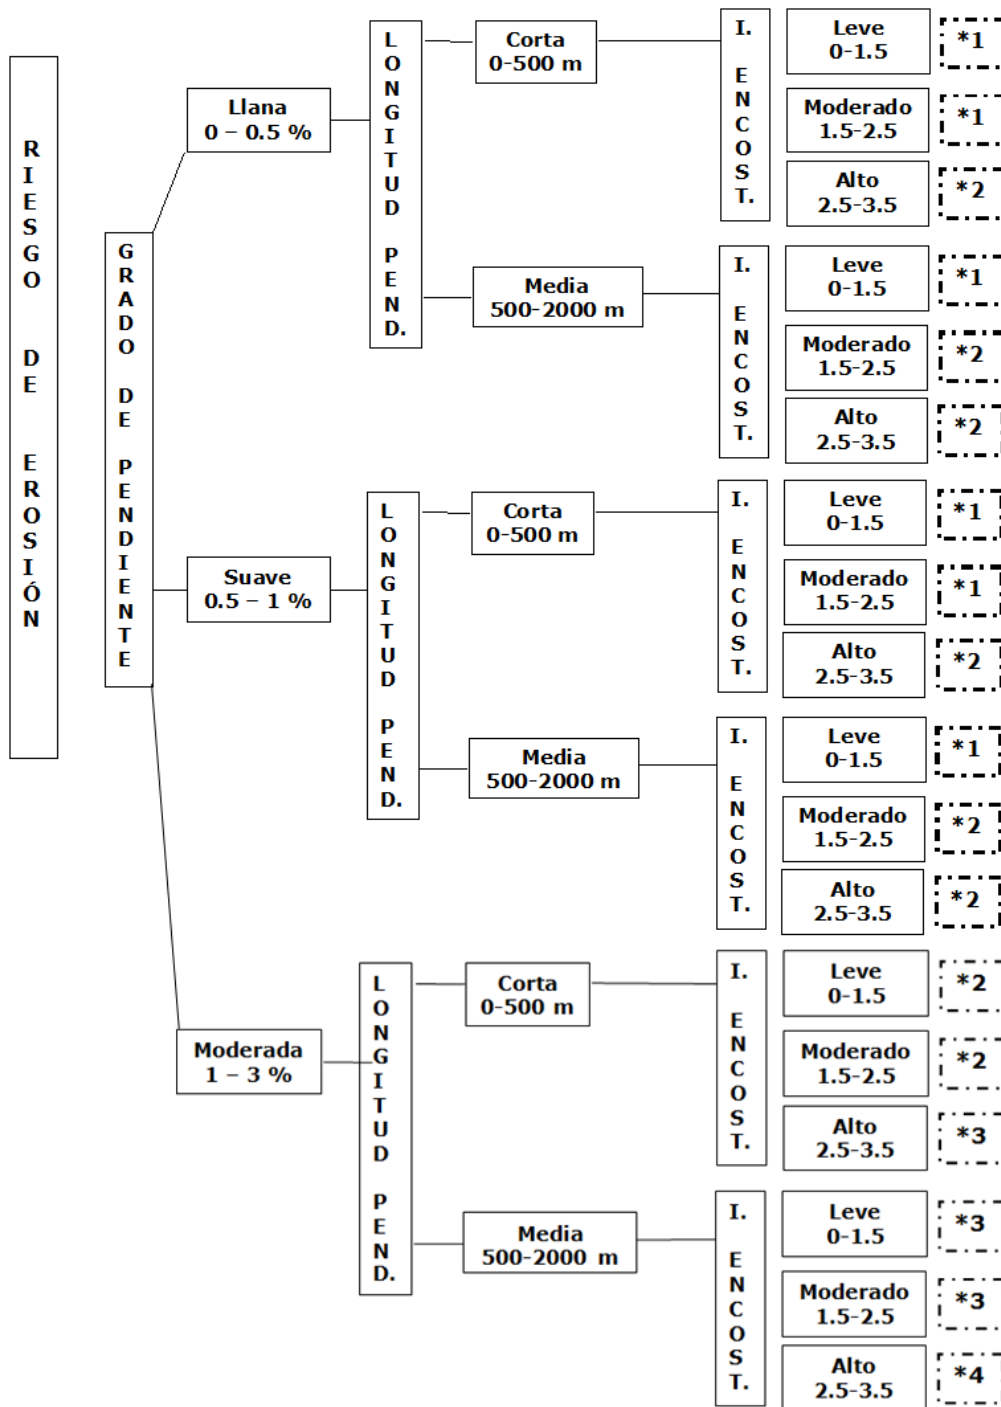 RIESGO DE EROSIÓN
GRADO DE PENDIENTE
Llana
0 – 0.5 %
LONGITUD PEND.
Corta
0-500 m
I. ENCOST.
Leve
0-1.5
*1
Moderado
1.5-2.5
*1
Alto
2.5-3.5
*2
Media
500-2000 m
I. ENCOST.
Leve
0-1.5
*1
Moderado
1.5-2.5
*2
Alto
2.5-3.5
*2
Suave
0.5 – 1 %
LONGITUD PEND.
Corta
0-500 m
I. ENCOST.
Leve
0-1.5
*1
Moderado
1.5-2.5
*1
Alto
2.5-3.5
*2
Media
500-2000 m
I. ENCOST.
Leve
0-1.5
*1
Moderado
1.5-2.5
*2
Alto
2.5-3.5
*2
Moderada
1 – 3 %
LONGITUD PEND.
Corta
0-500 m
I. ENCOST.
Leve
0-1.5
*2
Moderado
1.5-2.5
*2
Alto
2.5-3.5
*3
Media
500-2000 m
I. ENCOST.
Leve
0-1.5
*3
Moderado
1.5-2.5
*3
Alto
2.5-3.5
*4